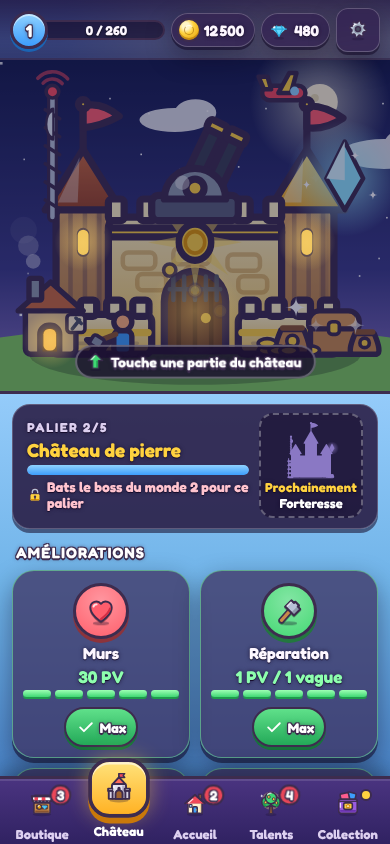 1
0 / 260
12 500
480
Touche une partie du château
PALIER 2/5
Château de pierre
Bats le boss du monde 2 pour ce
palier
Prochainement
Forteresse
AMÉLIORATIONS
Murs
30 PV
Max
Réparation
1 PV / 1 vague
Max
3
2
4
Boutique
Château
Accueil
Talents
Collection